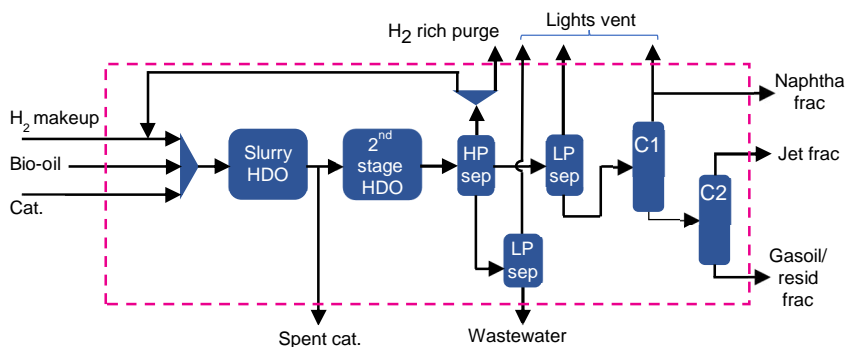 Lights vent
H2 rich purge
Naphtha
frac
H2 makeup
Bio-oil
Cat.
Slurry
HDO
2nd
stage
HDO
HP
sep
LP
sep
C1
Jet frac
C2
LP
sep
Gasoil/
resid
frac
Spent cat.
Wastewater